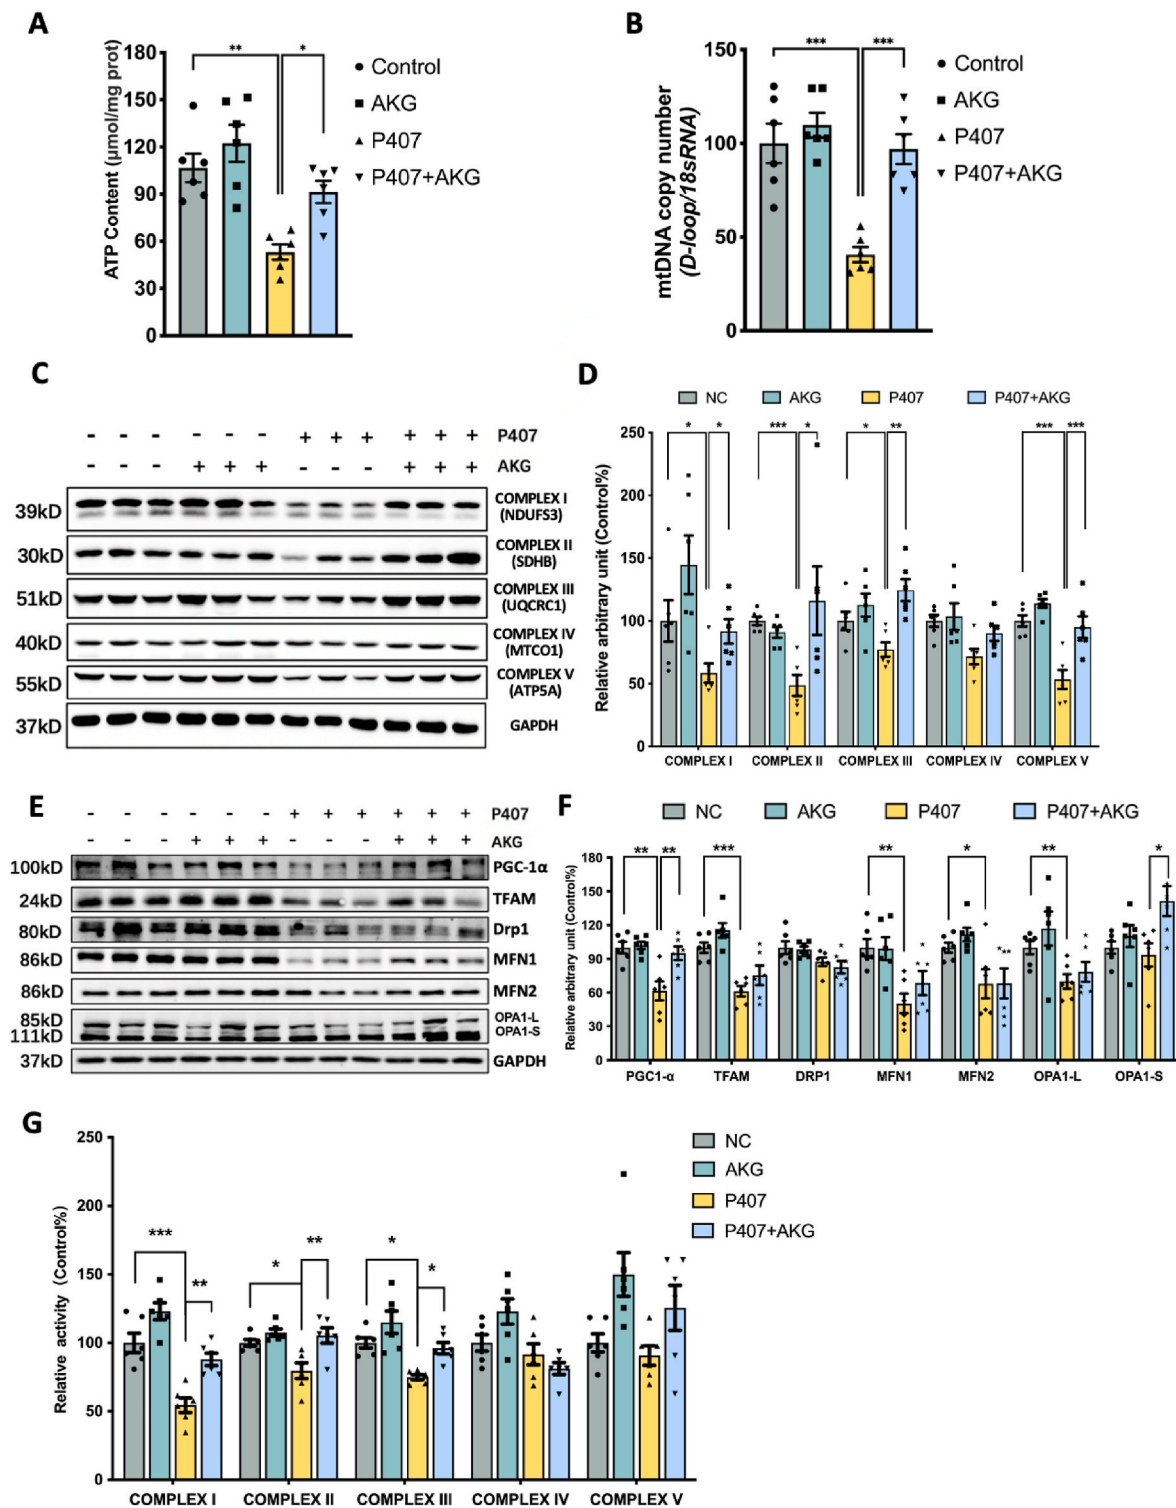 A
ATP Content (μmol/mg prot)
180
150
120
90
60
30
0
** *
Control
AKG
P407
P407+AKG
B
mtDNA copy number
(D-loop/18sRNA)
150
100
50
0
*** ***
Control
AKG
P407
P407+AKG
C
- - - - - - + + + + + + P407
- - - + + + - - - + + + AKG
39kD COMPLEX I
(NDUFS3)
30kD COMPLEX II
(SDHB)
51kD COMPLEX III
(UQCRC1)
40kD COMPLEX IV
(MTCO1)
55kD COMPLEX V
(ATP5A)
37kD GAPDH
D
NC AKG P407 P407+AKG
Relative arbitrary unit (Control%)
250
200
150
100
50
0
* * *** * * ** *** ***
COMPLEX I COMPLEX II COMPLEX III COMPLEX IV COMPLEX V
E
- - - - - - + + + + + + P407
- - - + + + - - - + + + AKG
100kD PGC-1α
24kD TFAM
80kD Drp1
86kD MFN1
86kD MFN2
85kD OPA1-L
111kD OPA1-S
37kD GAPDH
F
NC AKG P407 P407+AKG
Relative arbitrary unit (Control%)
180
150
120
90
60
30
0
** ** *** ** * ** *
PGC1-α TFAM DRP1 MFN1 MFN2 OPA1-L OPA1-S
G
Relative activity (Control%)
250
200
150
100
50
0
*** ** * ** * *
NC
AKG
P407
P407+AKG
COMPLEX I COMPLEX II COMPLEX III COMPLEX IV COMPLEX V